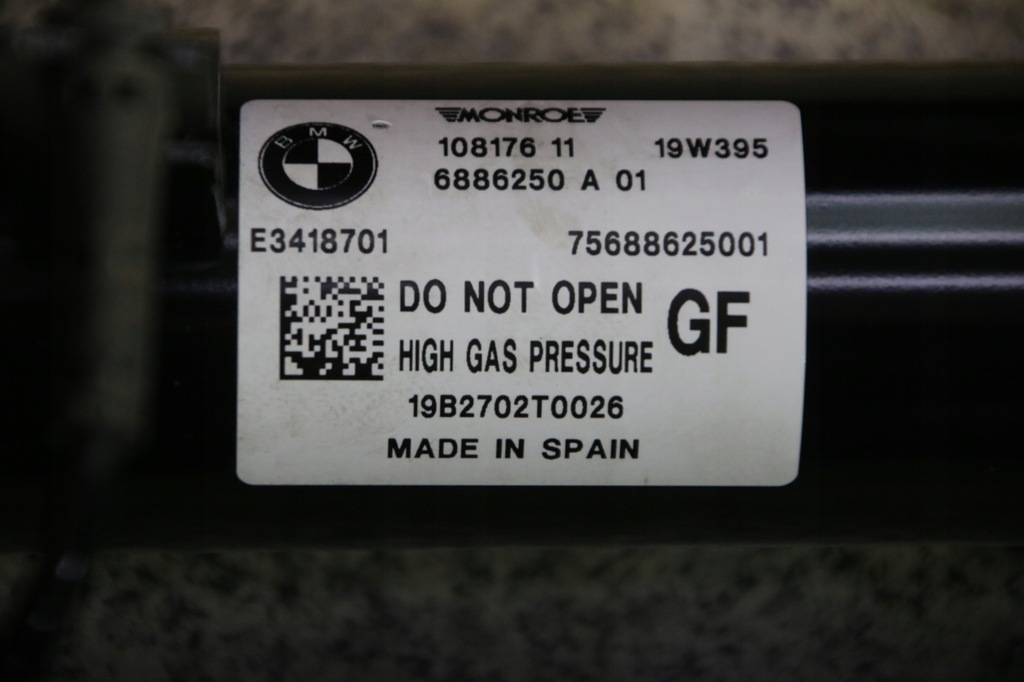 MONROE
BMW
108176 11 19W395
6886250 A 01
E3418701 75688625001
DO NOT OPEN
GF
HIGH GAS PRESSURE
19B2702T0026
MADE IN SPAIN